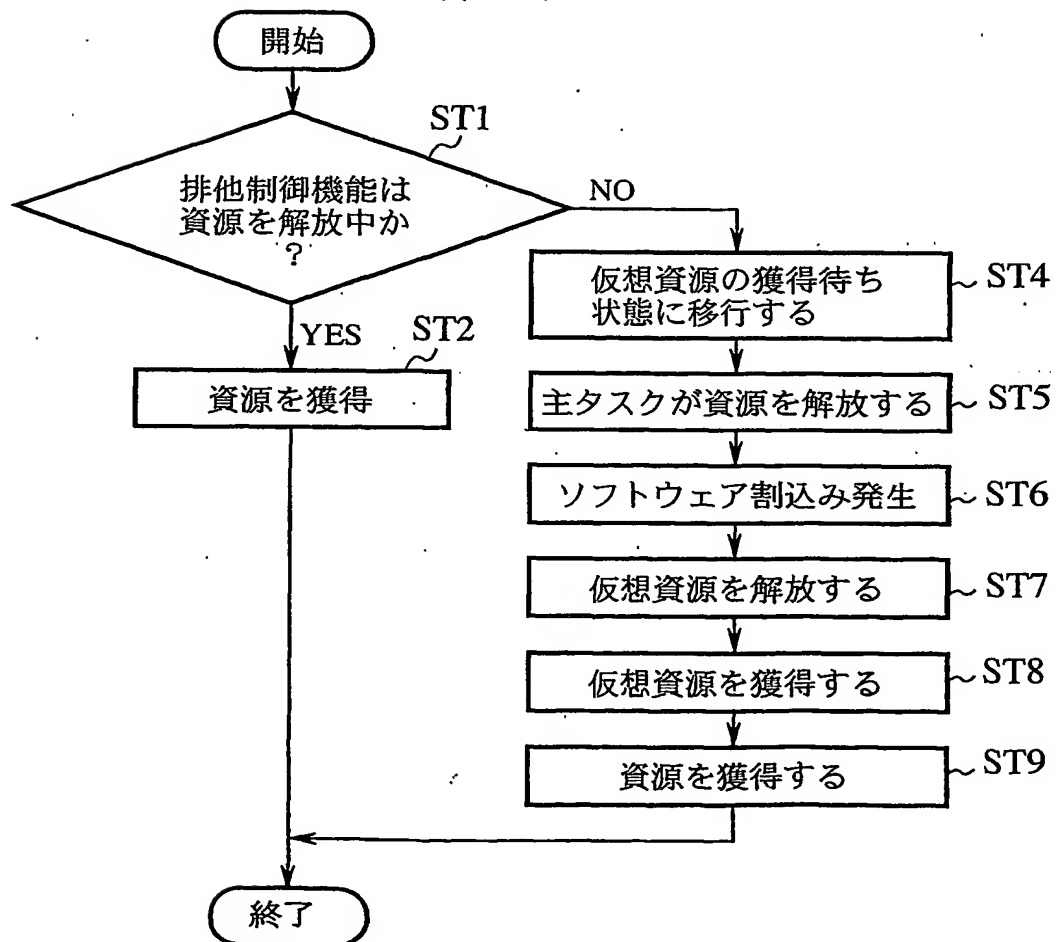 開始
ST1
排他制御機能は
資源を解放中か
?
NO
YES
ST2
資源を獲得
仮想資源の獲得待ち
状態に移行する
ST4
主タスクが資源を解放する
ST5
ソフトウェア割込み発生
ST6
仮想資源を解放する
ST7
仮想資源を獲得する
ST8
資源を獲得する
ST9
終了